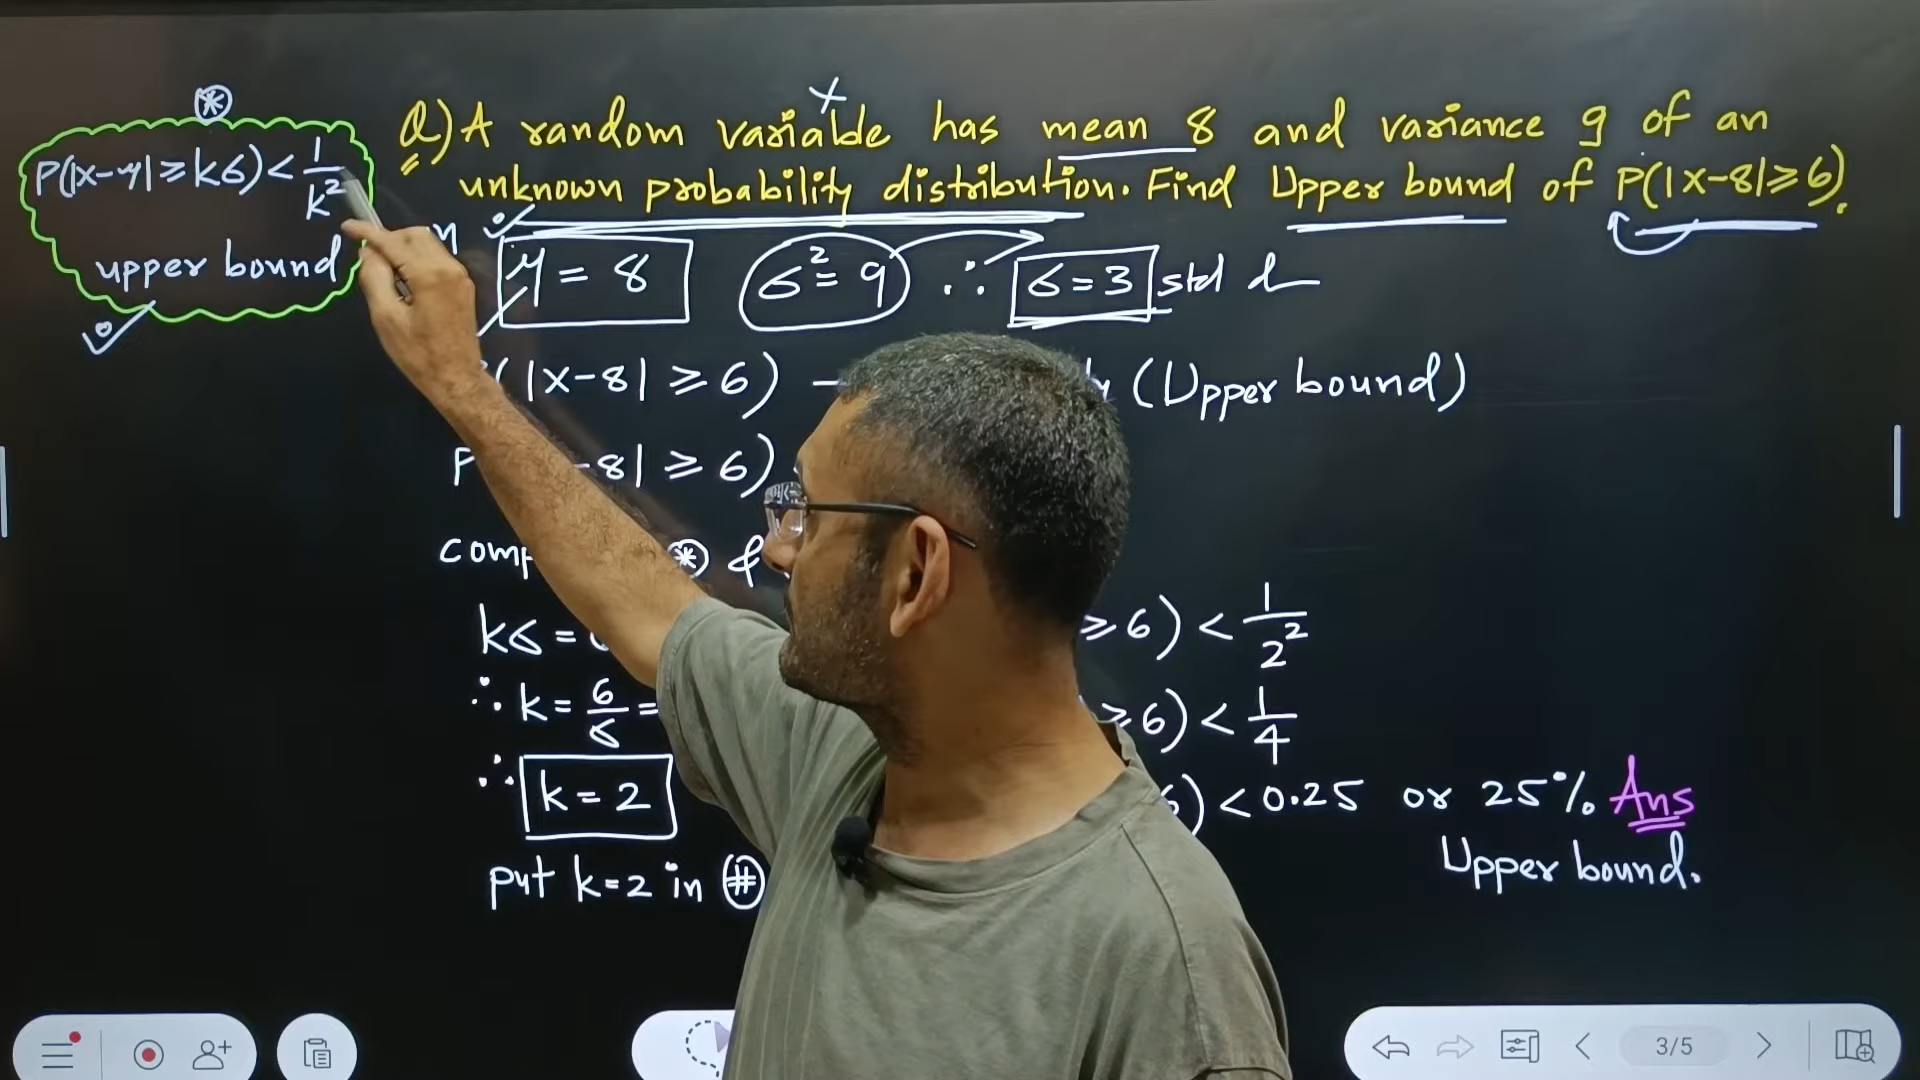 Q) A random variable X has mean 8 and variance 9 of an
unknown probability distribution. Find Upper bound of P(|X-8|≥6).
⊛
P(|X-μ|≥kσ) < 1/k²
upper bound
μ = 8 σ² = 9 ∴ σ = 3 std
(|X-8| ≥ 6) (Upper bound)
-8| ≥ 6)
⊛ &
kσ =
≥6) < 1/2²
∴ k = 6/σ =
≥6) < 1/4
∴ k = 2
) < 0.25 or 25% Ans
Upper bound.
put k=2 in #
3/5